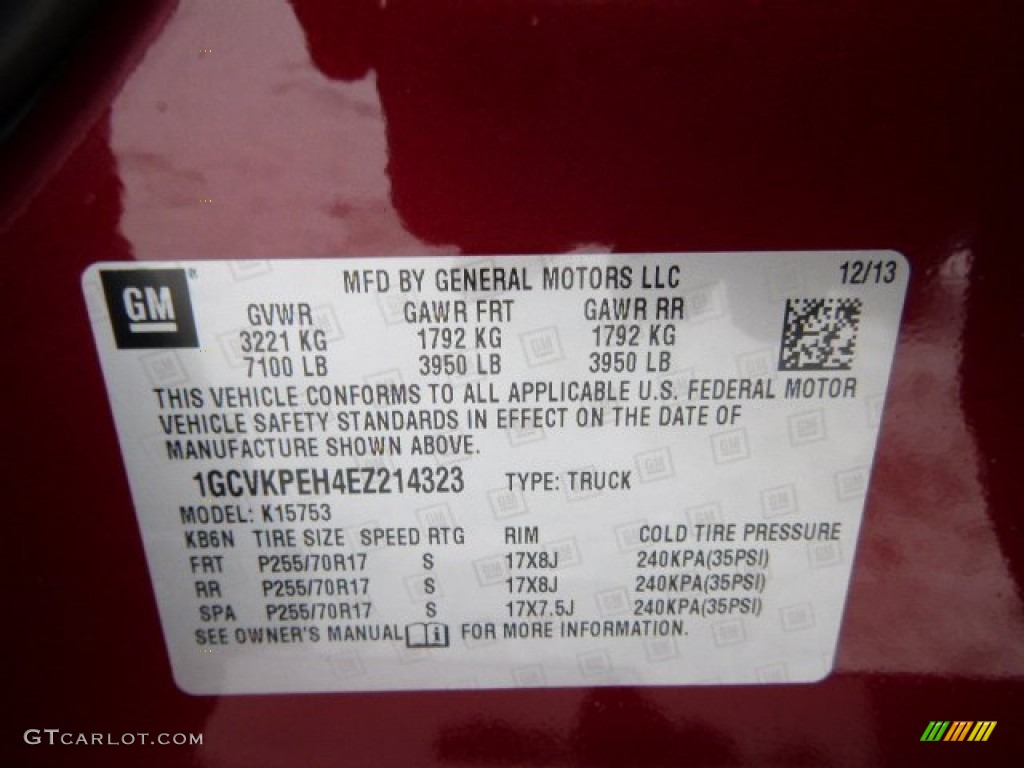 GM
MFD BY GENERAL MOTORS LLC 12/13
GVWR GAWR FRT GAWR RR
3221 KG 1792 KG 1792 KG
7100 LB 3950 LB 3950 LB
THIS VEHICLE CONFORMS TO ALL APPLICABLE U.S. FEDERAL MOTOR
VEHICLE SAFETY STANDARDS IN EFFECT ON THE DATE OF
MANUFACTURE SHOWN ABOVE.
1GCVKPEH4EZ214323 TYPE: TRUCK
MODEL: K15753
KB6N TIRE SIZE SPEED RTG RIM COLD TIRE PRESSURE
FRT P255/70R17 S 17X8J 240KPA(35PSI)
RR P255/70R17 S 17X8J 240KPA(35PSI)
SPA P255/70R17 S 17X7.5J 240KPA(35PSI)
SEE OWNER'S MANUAL FOR MORE INFORMATION.
GTCARLOT.COM